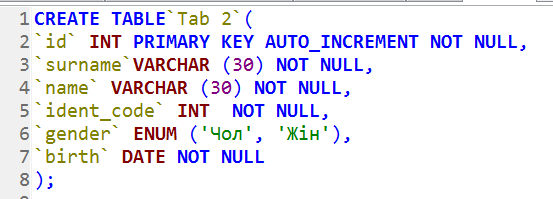 1 CREATE TABLE`Tab 2`(
2 `id` INT PRIMARY KEY AUTO_INCREMENT NOT NULL,
3 `surname`VARCHAR (30) NOT NULL,
4 `name` VARCHAR (30) NOT NULL,
5 `ident_code` INT  NOT NULL,
6 `gender` ENUM ('Чол', 'Жін'),
7 `birth` DATE NOT NULL
8 );